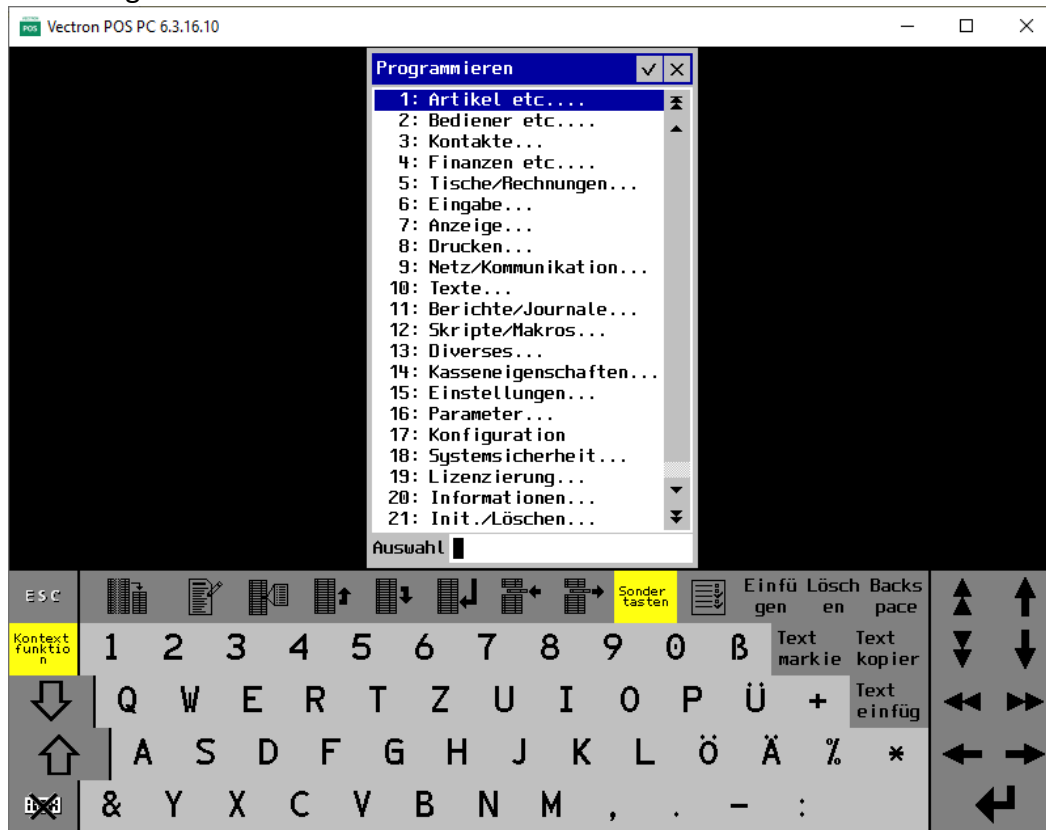 Vectron POS PC 6.3.16.10
Programmieren
1: Artikel etc....
2: Bediener etc....
3: Kontakte...
4: Finanzen etc....
5: Tische/Rechnungen...
6: Eingabe...
7: Anzeige...
8: Drucken...
9: Netz/Kommunikation...
10: Texte...
11: Berichte/Journale...
12: Skripte/Makros...
13: Diverses...
14: Kasseneigenschaften...
15: Einstellungen...
16: Parameter...
17: Konfiguration
18: Systemsicherheit...
19: Lizenzierung...
20: Informationen...
21: Init./Löschen...
Auswahl
ESC Sonder tasten Einfü gen Lösch en Backs pace
Kontext funktio n 1 2 3 4 5 6 7 8 9 0 ß Text markie Text kopier
Q W E R T Z U I O P Ü + Text einfüg
A S D F G H J K L Ö Ä % *
& Y X C V B N M , . - :